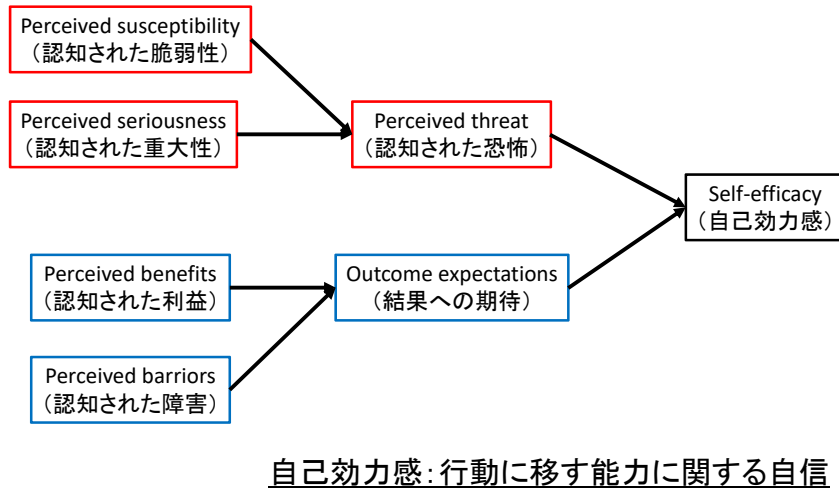 Perceived susceptibility
（認知された脆弱性）
Perceived seriousness
（認知された重大性）
Perceived threat
（認知された恐怖）
Self-efficacy
（自己効力感）
Perceived benefits
（認知された利益）
Outcome expectations
（結果への期待）
Perceived barriors
（認知された障害）
自己効力感：行動に移す能力に関する自信